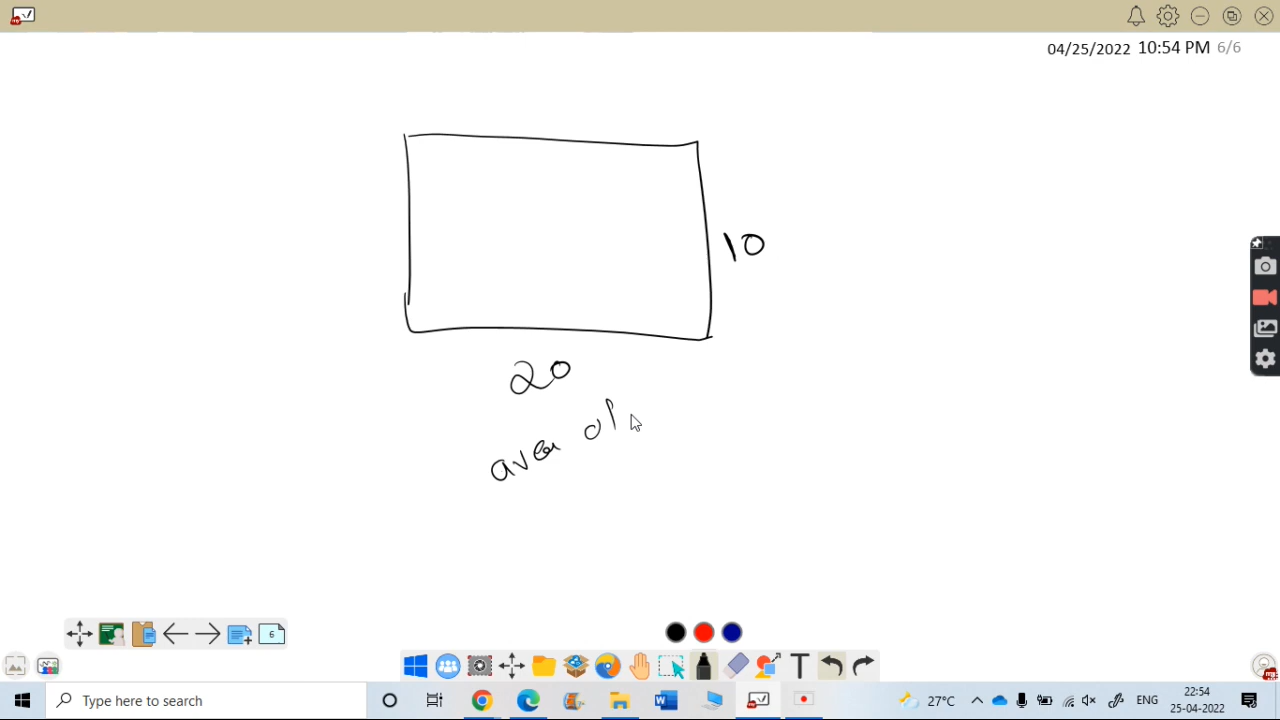 04/25/2022 10:54 PM 6/6
10
20
area of
6
Type here to search
27°C
ENG
22:54
25-04-2022